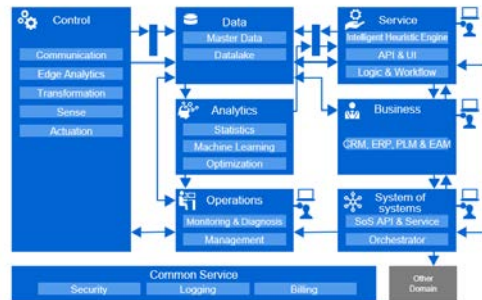 Control
Communication
Edge Analytics
Transformation
Sense
Actuation
Data
Master Data
Datalake
Analytics
Statistics
Machine Learning
Optimization
Operations
Monitoring & Diagnosis
Management
Service
Intelligent Heuristic Engine
API & UI
Logic & Workflow
Business
CRM, ERP, PLM & EAM
System of
systems
SoS API & Service
Orchestrator
Common Service
Security
Logging
Billing
Other
Domain